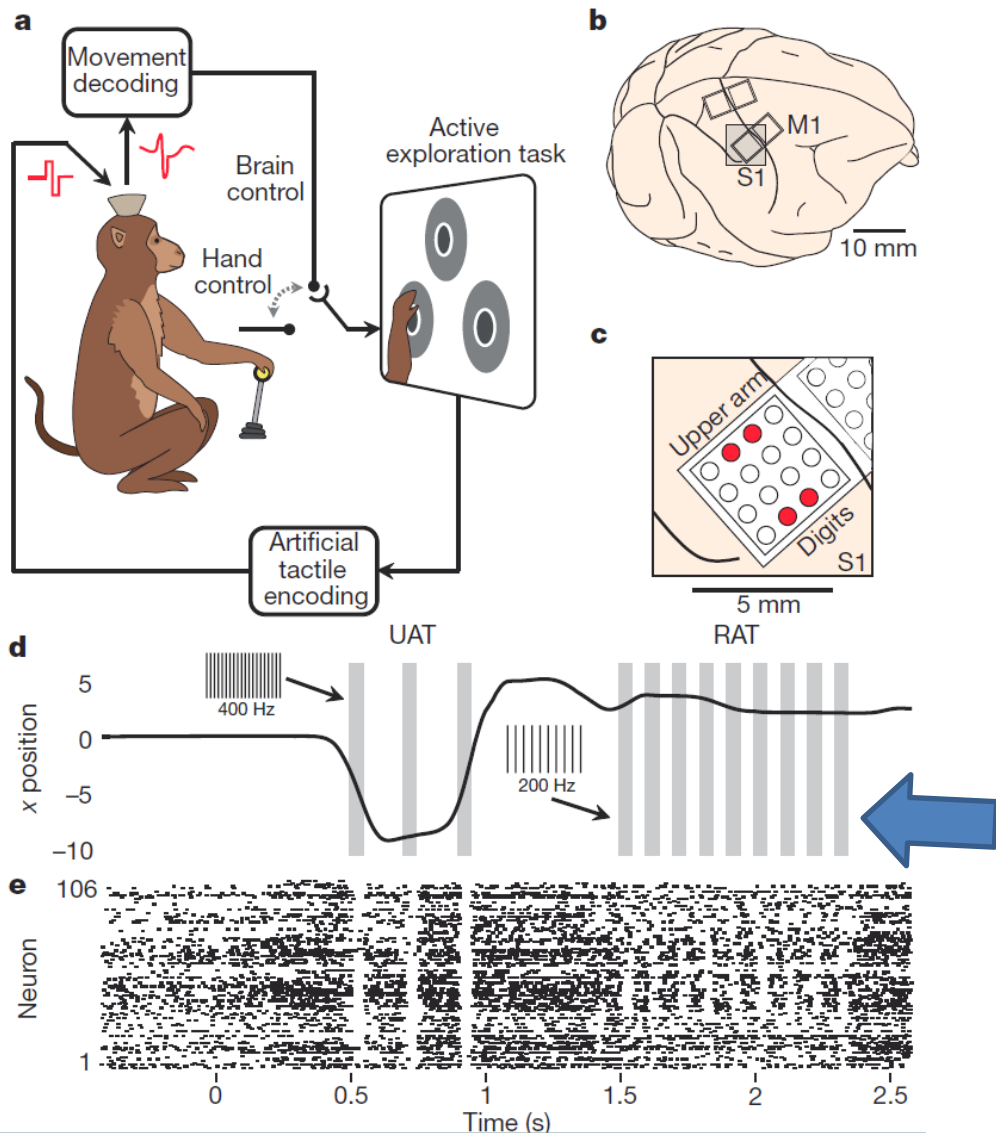 a
Movement
decoding
Brain
control
Hand
control
Active
exploration task
Artificial
tactile
encoding
b
M1
S1
10 mm
c
Upper arm
Digits
S1
5 mm
d
UAT
RAT
400 Hz
200 Hz
x position
5
0
−5
−10
e
Neuron
106
1
0 0.5 1 1.5 2 2.5
Time (s)